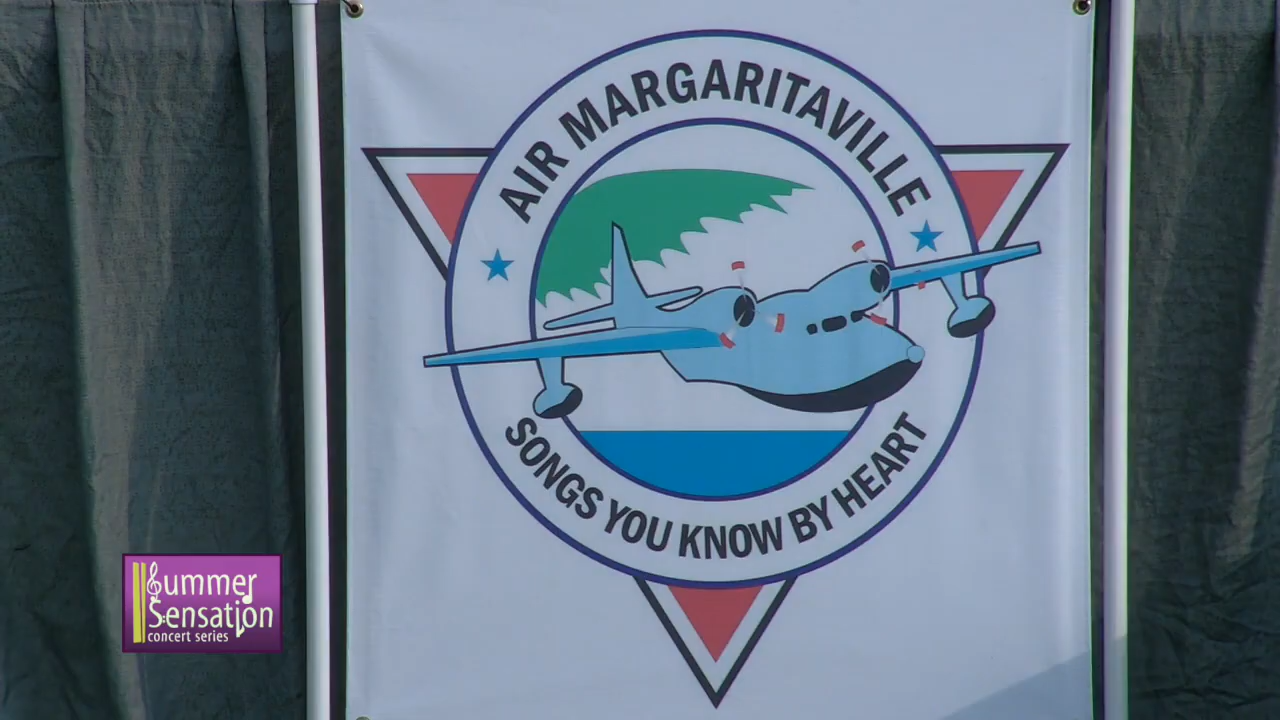 AIR MARGARITAVILLE
SONGS YOU KNOW BY HEART
Summer
Sensation
concert series